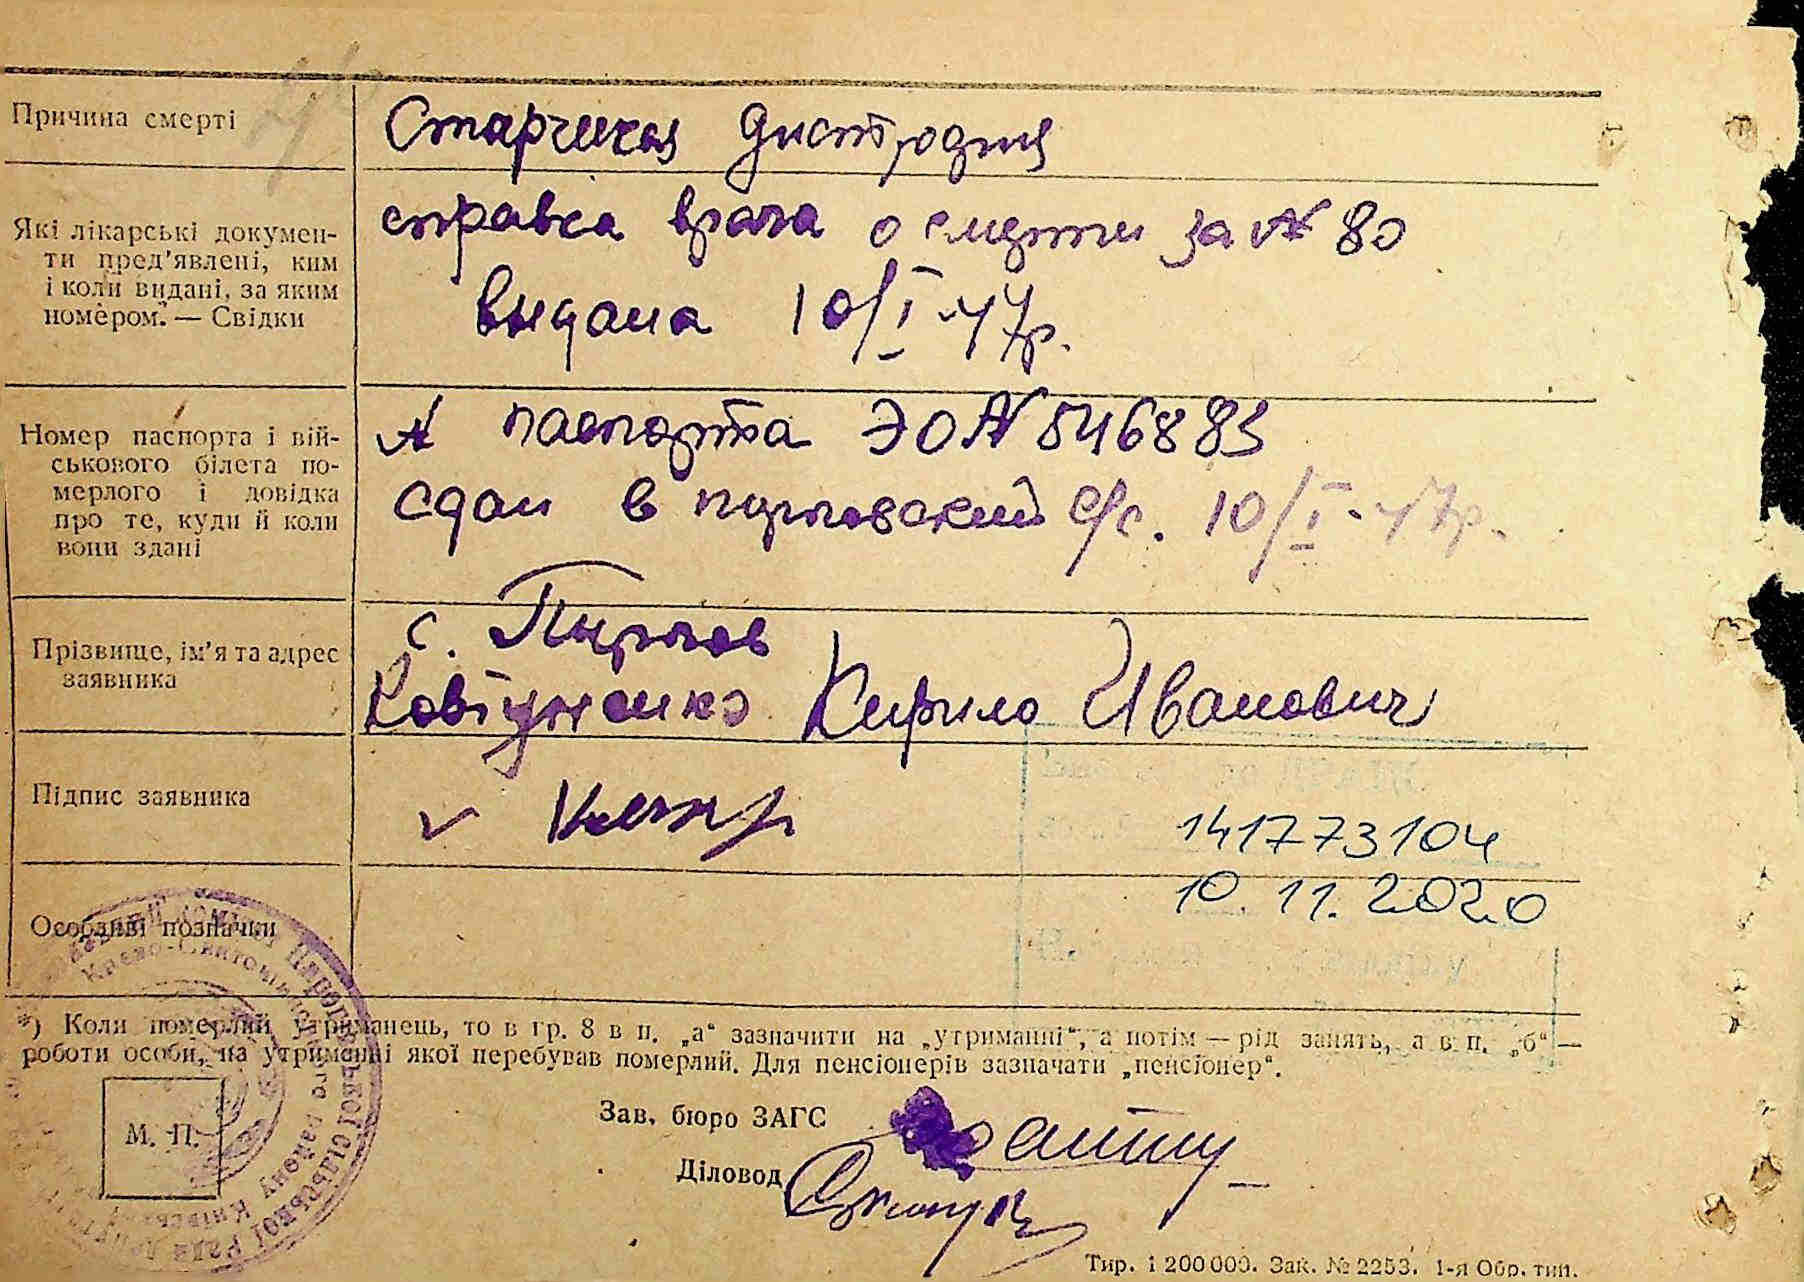 Причина смерті
Старческая дистрофия
Які лікарські докумен-
ти пред'явлені, ким
і коли видані, за яким
номером. — Свідки
справка врача о смерти за № 80
выдана 10/I-47р.
Номер паспорта і вій-
ськового білета по-
мерлого і довідка
про те, куди й коли
вони здані
№ паспорта ЭО № 546883
сдан в пироговский с/с. 10/I-47р.
Прізвище, ім'я та адрес
заявника
с. Пирогов
Кирило Иванович
Підпис заявника
141773104
10.11.2020
Особливі позначки
*) Коли померлий утриманець, то в гр. 8 в п. „а“ зазначити на „утриманні“, а потім — рід занять, а в п. „б“ —
роботи особи, на утриманні якої перебував померлий. Для пенсіонерів зазначати „пенсіонер“.
М. П.
Зав. бюро ЗАГС
Діловод
Тир. 1 200 000. Зак. № 2253. 1-я Обр. тип.